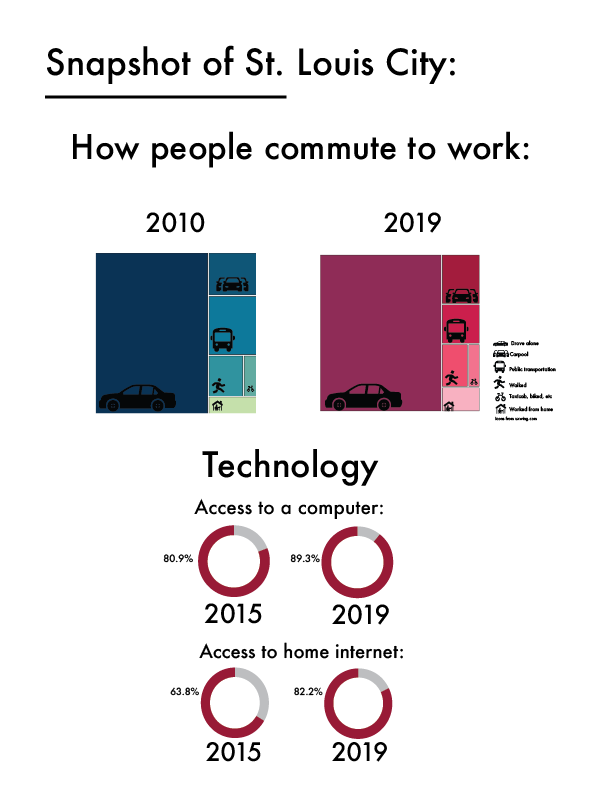 Snapshot of St. Louis City:
How people commute to work:
2010
2019
Drove alone
Carpool
Public transportation
Walked
Taxicab, biked, etc
Worked from home
Technology
Access to a computer:
80.9%
89.3%
2015
2019
Access to home internet:
63.8%
82.2%
2015
2019